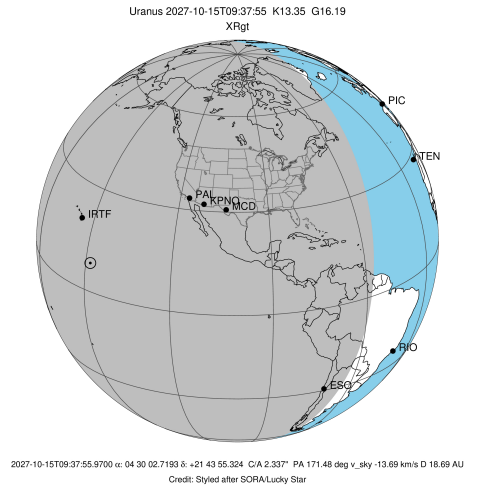 Uranus 2027-10-15T09:37:55 K13.35 G16.19
XRgt
PIC
TEN
PAL
KPNO
MCD
IRTF
RIO
ESO
2027-10-15T09:37:55.9700 α: 04 30 02.7193 δ: +21 43 55.324 C/A 2.337" PA 171.48 deg v_sky -13.69 km/s D 18.69 AU
Credit: Styled after SORA/Lucky Star